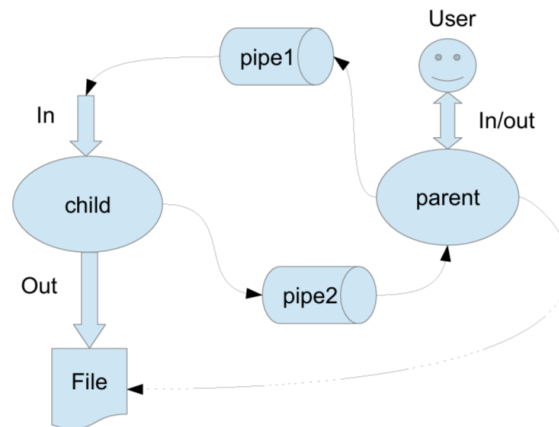 User
pipe1
In
In/out
child
parent
Out
pipe2
File